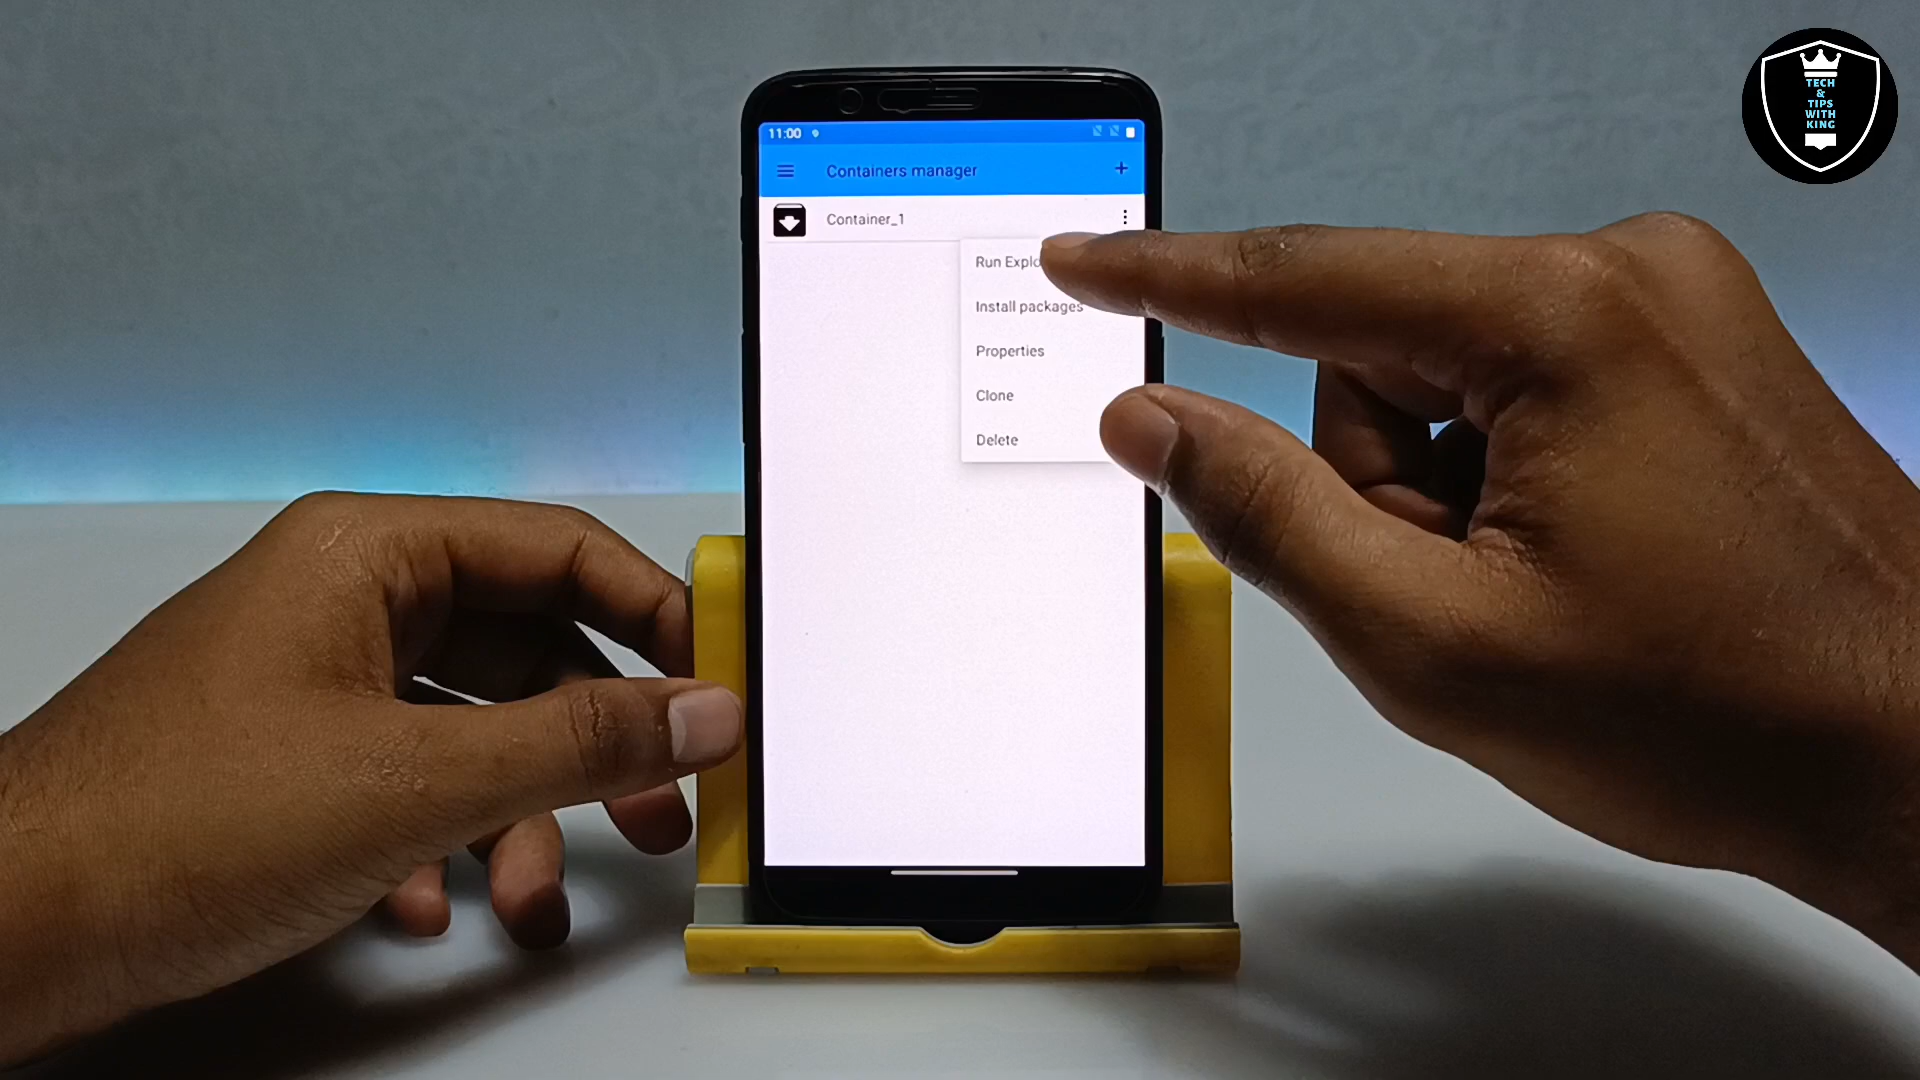 11:00
Containers manager
Container_1
Run Explo
Install packages
Properties
Clone
Delete
TECH
&
TIPS
WITH
KING